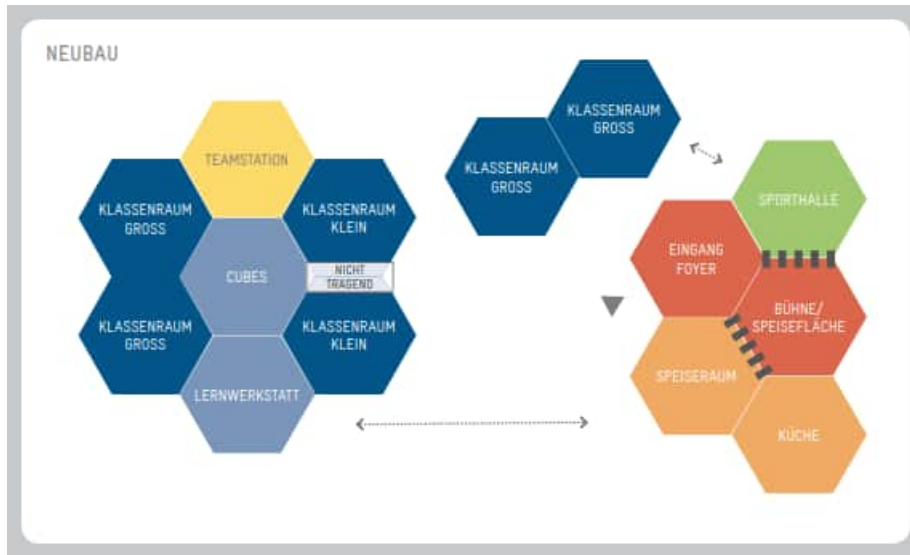 NEUBAU
TEAMSTATION
KLASSENRAUM
GROSS
KLASSENRAUM
KLEIN
CUBES
NICHT
TRAGEND
KLASSENRAUM
GROSS
KLASSENRAUM
KLEIN
LERNWERKSTATT
KLASSENRAUM
GROSS
KLASSENRAUM
GROSS
SPORTHALLE
EINGANG
FOYER
BÜHNE/
SPEISEFLÄCHE
SPEISERAUM
KÜCHE